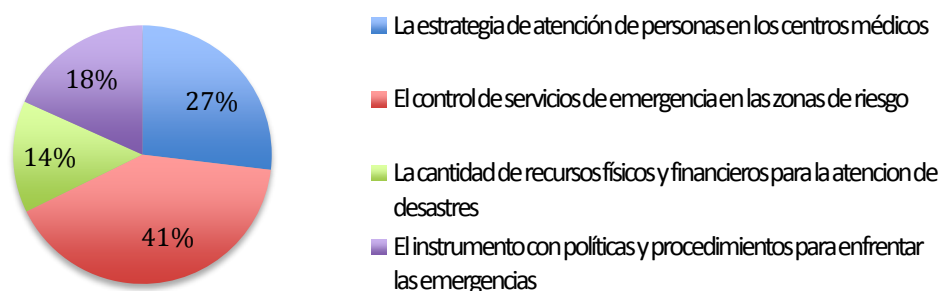 18%
27%
14%
41%
La estrategia de atención de personas en los centros médicos
El control de servicios de emergencia en las zonas de riesgo
La cantidad de recursos físicos y financieros para la atencion de
desastres
El instrumento con políticas y procedimientos para enfrentar
las emergencias